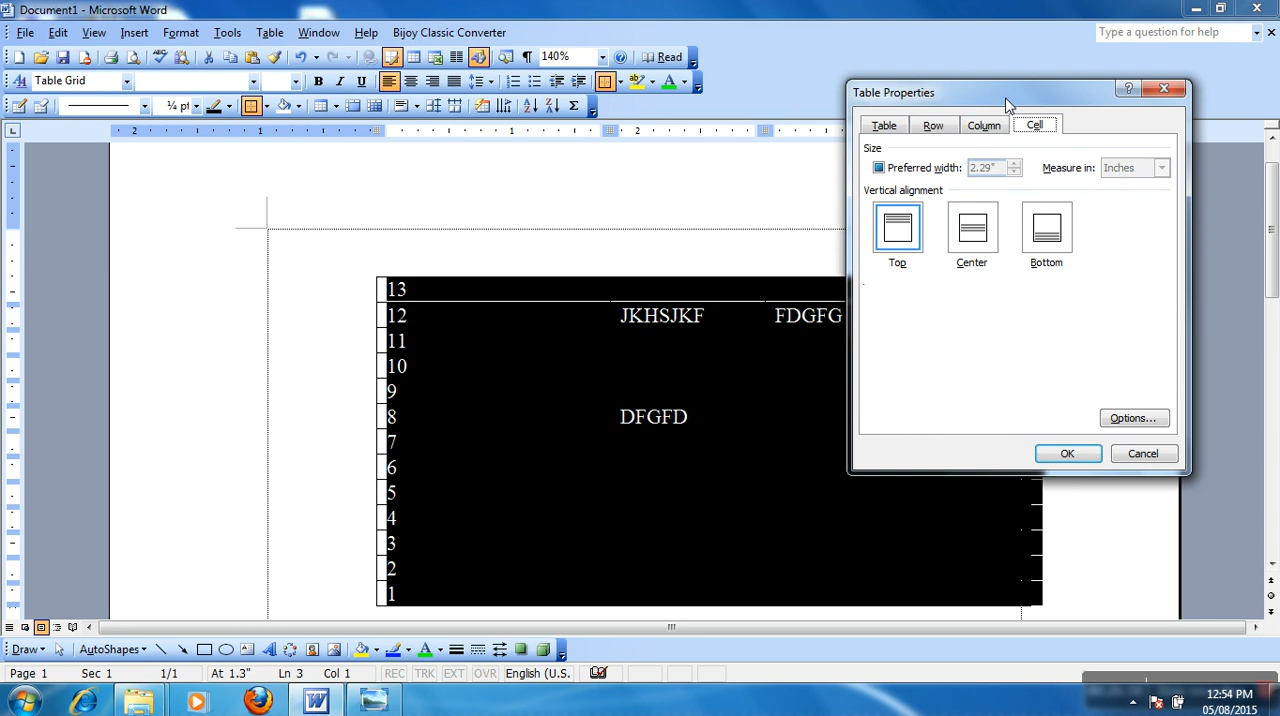 Document1 - Microsoft Word
File Edit View Insert Format Tools Table Window Help Bijoy Classic Converter
Type a question for help
140%
Read
Table Grid
B I U
¼ pt
2 1 1 2
Table Properties
Table Row Column Cell
Size
Preferred width: 2.29" Measure in: Inches
Vertical alignment
Top Center Bottom
Options...
OK Cancel
13
12 JKHSJKF FDGFG
11
10
9
8 DFGFD
7
6
5
4
3
2
1
Draw AutoShapes
Page 1 Sec 1 1/1 At 1.3" Ln 3 Col 1 REC TRK EXT OVR English (U.S.
12:54 PM
05/08/2015